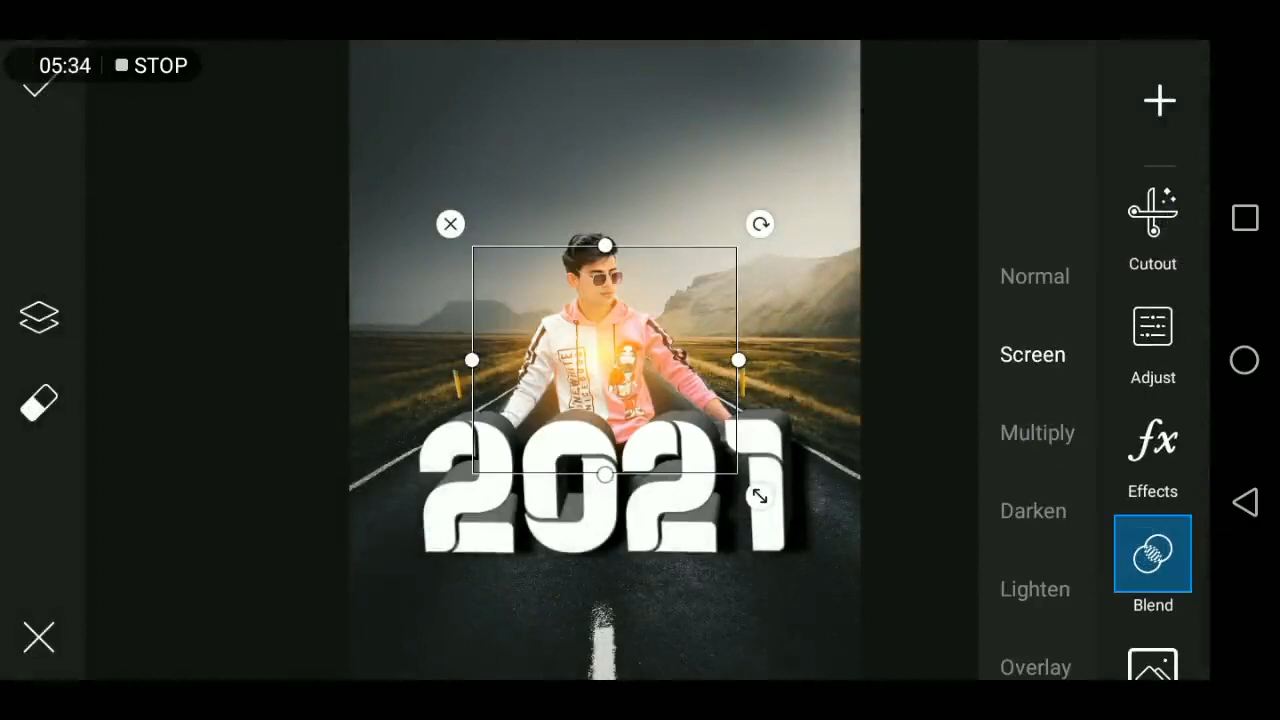 05:34 STOP
Cutout
Normal
Adjust
Screen
Multiply
Effects
Darken
Lighten
Blend
Overlay
2021